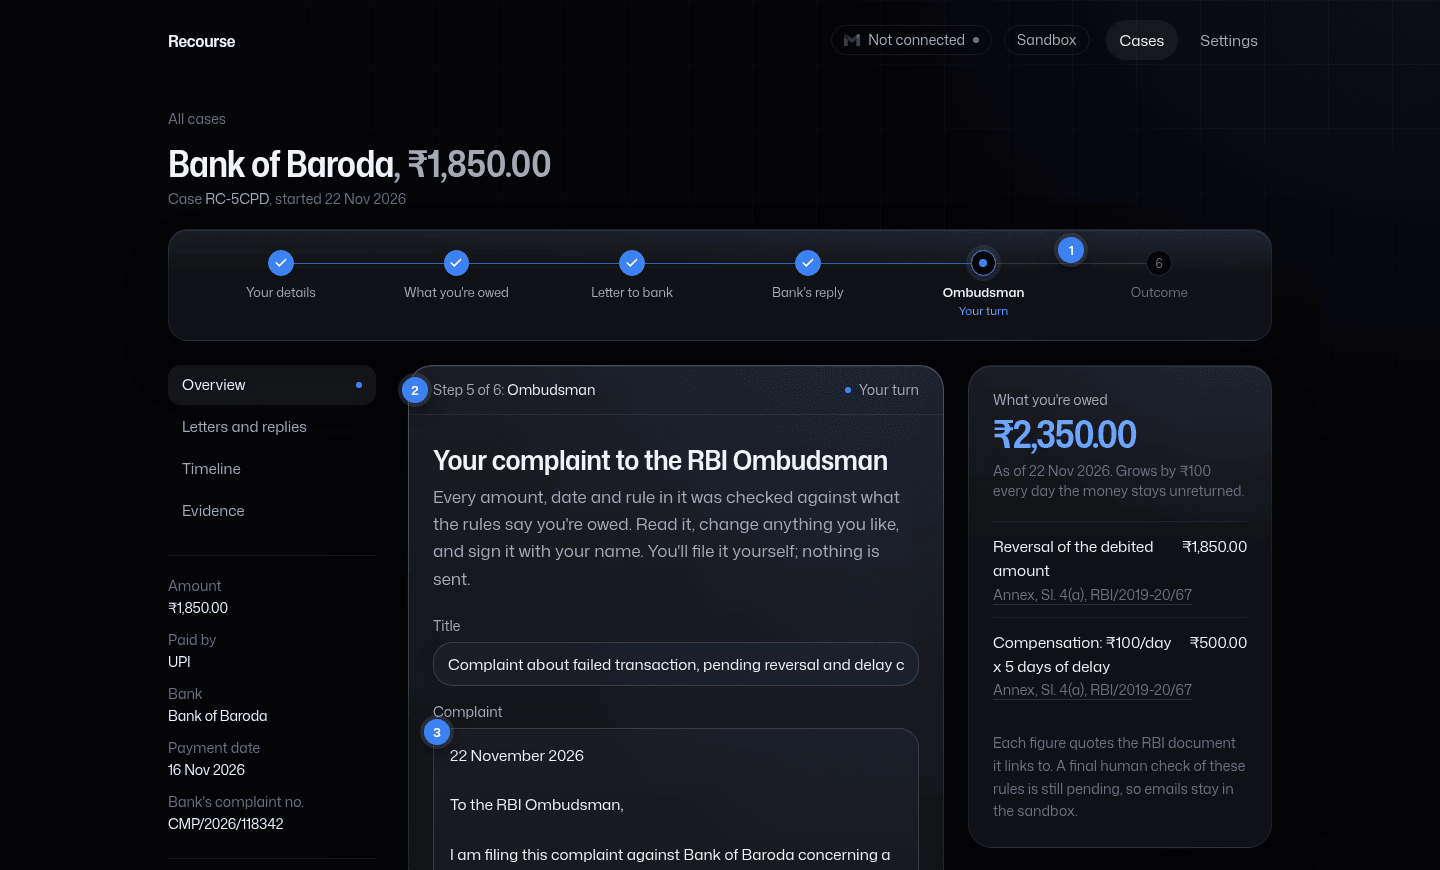 Recourse
Not connected
Sandbox
Cases
Settings
All cases
Bank of Baroda, ₹1,850.00
Case RC-5CPD, started 22 Nov 2026
1
6
Your details
What you're owed
Letter to bank
Bank's reply
Ombudsman
Outcome
Your turn
Overview
Letters and replies
Timeline
Evidence
Amount
₹1,850.00
Paid by
UPI
Bank
Bank of Baroda
Payment date
16 Nov 2026
Bank's complaint no.
CMP/2026/118342
2
Step 5 of 6: Ombudsman
Your turn
Your complaint to the RBI Ombudsman
Every amount, date and rule in it was checked against what
the rules say you're owed. Read it, change anything you like,
and sign it with your name. You'll file it yourself; nothing is
sent.
Title
Complaint about failed transaction, pending reversal and delay c
Complaint
3
22 November 2026
To the RBI Ombudsman,
I am filing this complaint against Bank of Baroda concerning a
What you're owed
₹2,350.00
As of 22 Nov 2026. Grows by ₹100
every day the money stays unreturned.
Reversal of the debited ₹1,850.00
amount
Annex, Sl. 4(a), RBI/2019-20/67
Compensation: ₹100/day ₹500.00
x 5 days of delay
Annex, Sl. 4(a), RBI/2019-20/67
Each figure quotes the RBI document
it links to. A final human check of these
rules is still pending, so emails stay in
the sandbox.